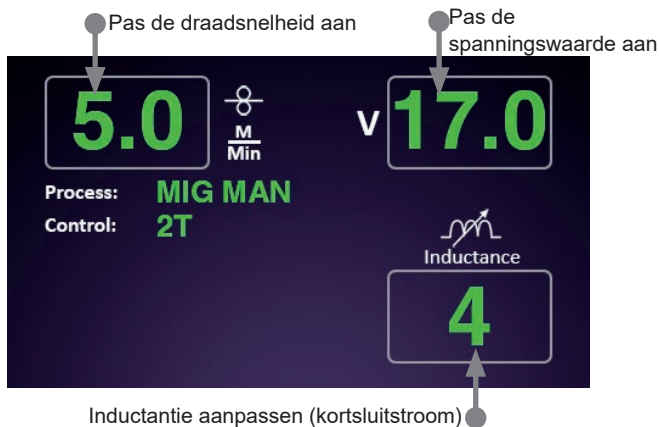 Pas de draadsnelheid aan
Pas de
spanningswaarde aan
5.0
M
Min
V 17.0
Process: MIG MAN
Control: 2T
Inductance
4
Inductantie aanpassen (kortsluitstroom)